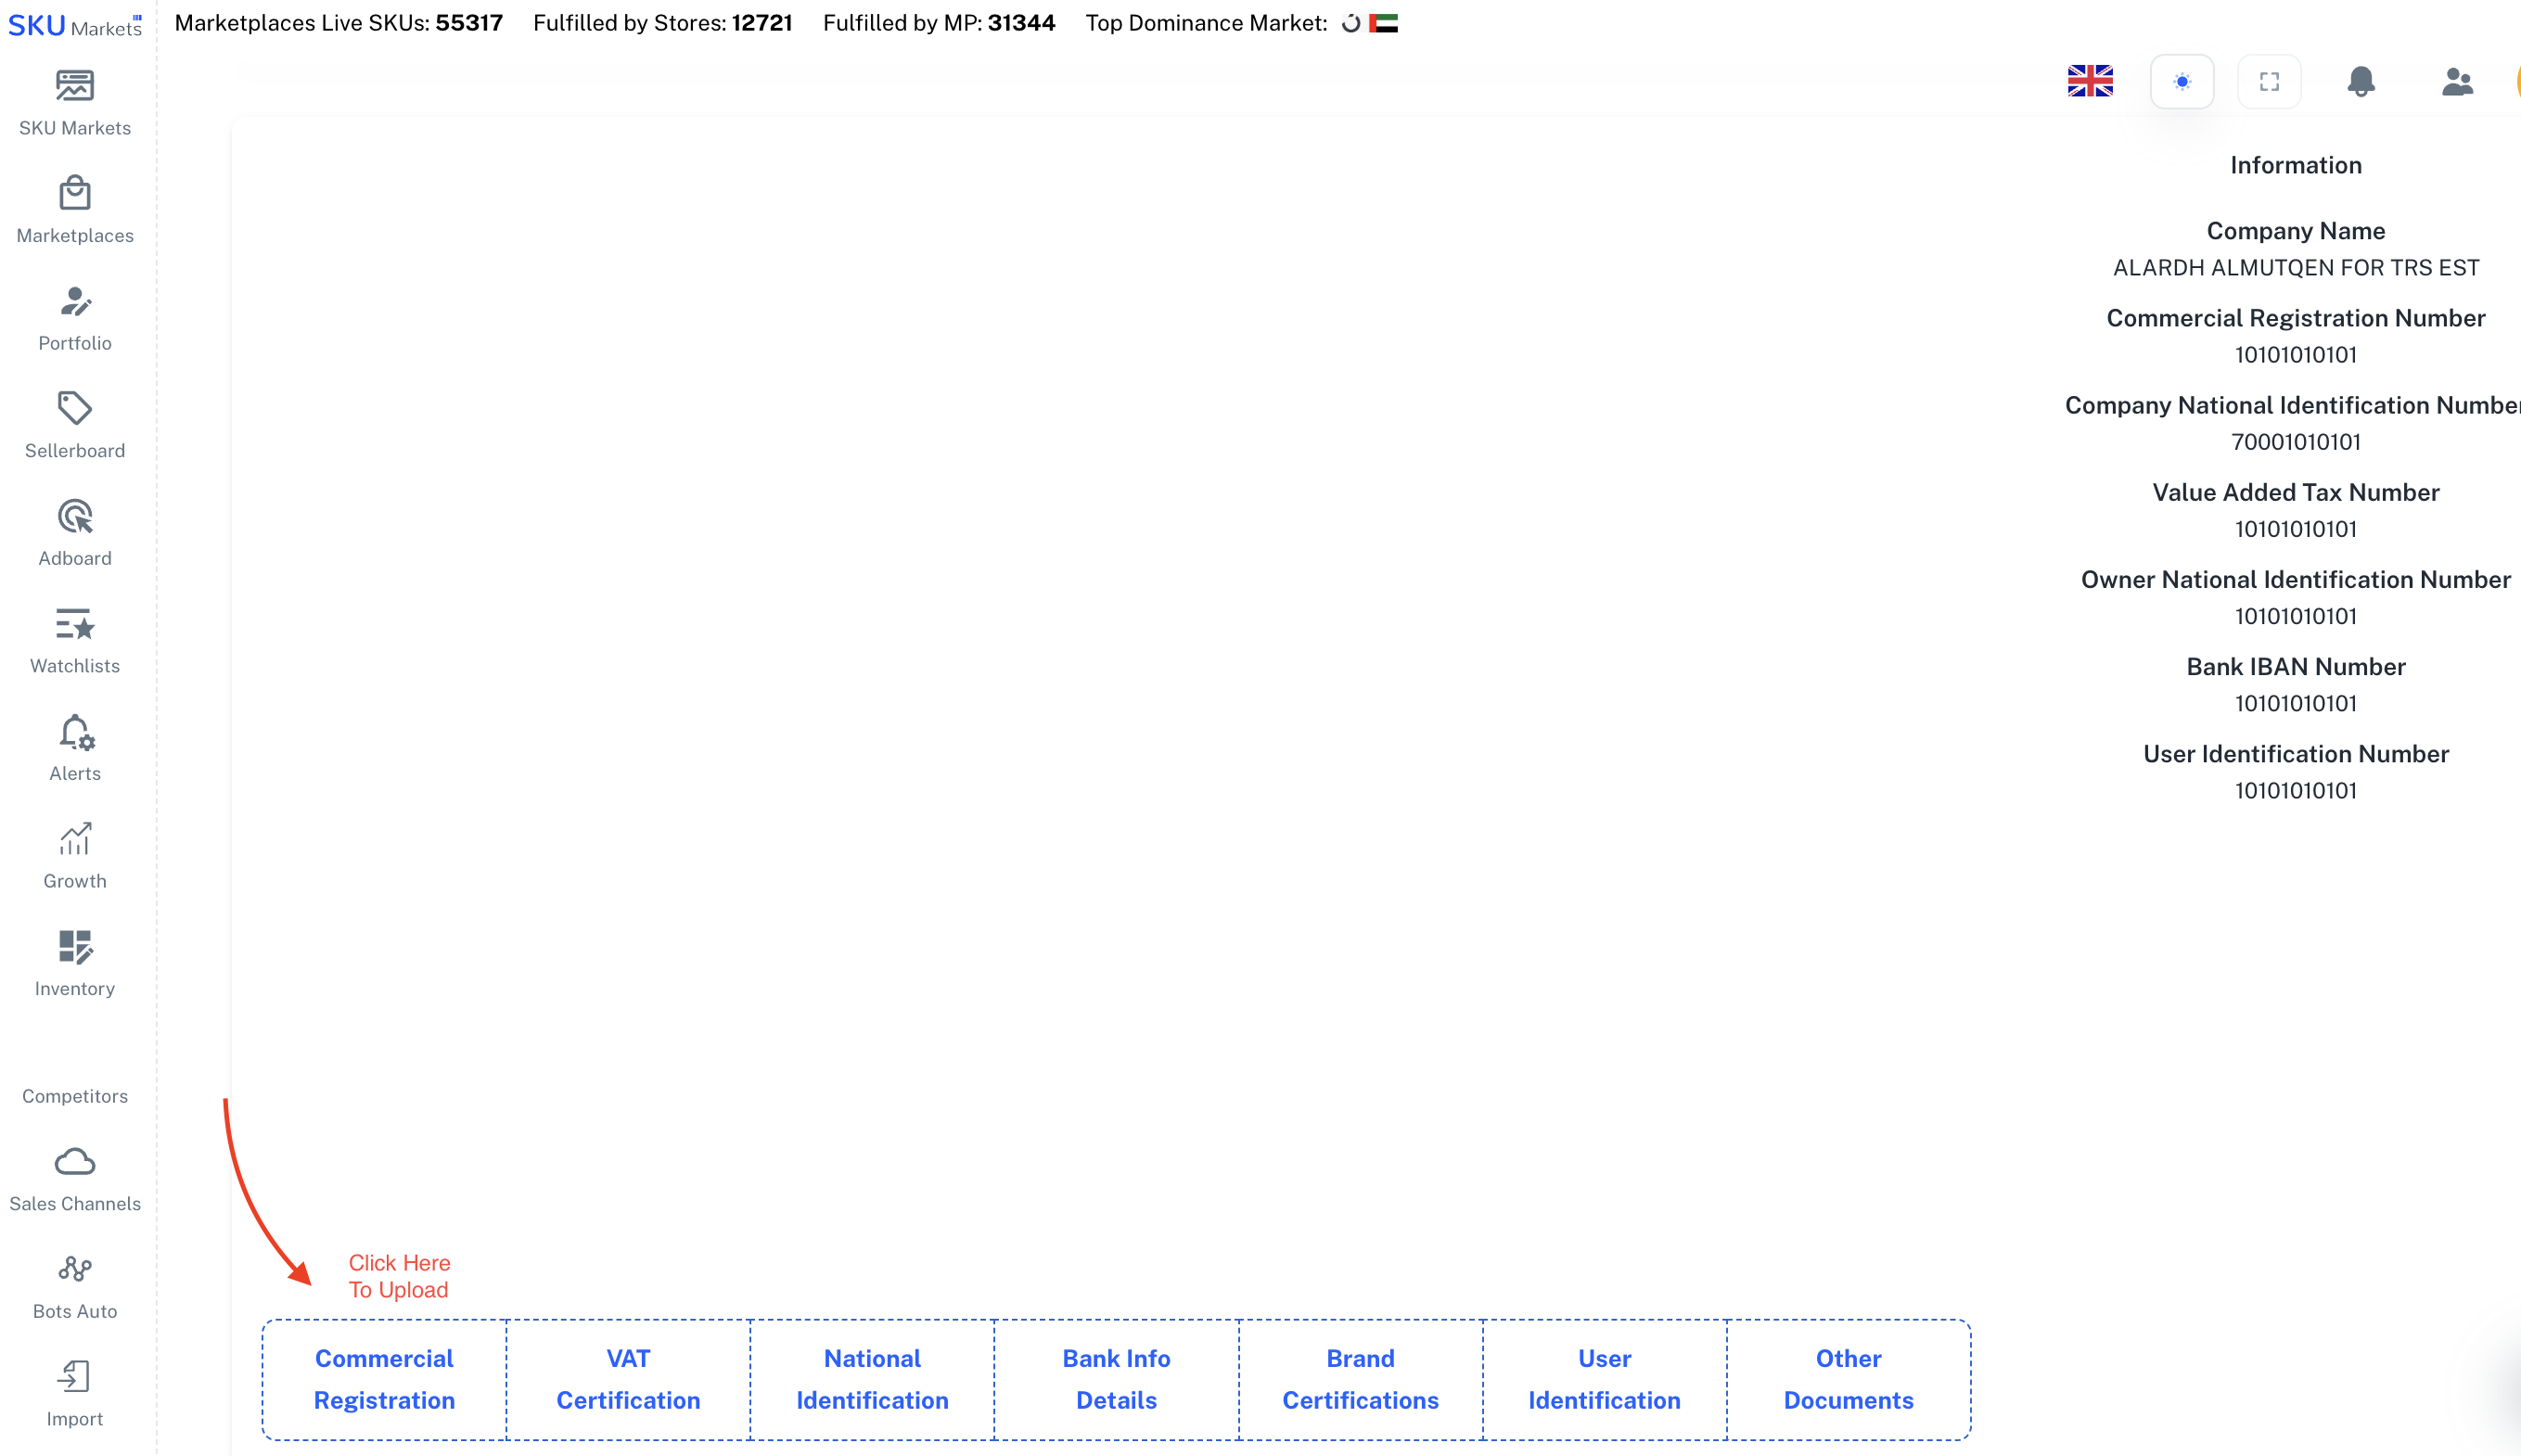 SKU Markets
Marketplaces Live SKUs: 55317 Fulfilled by Stores: 12721 Fulfilled by MP: 31344 Top Dominance Market:
SKU Markets
Marketplaces
Portfolio
Sellerboard
Adboard
Watchlists
Alerts
Growth
Inventory
Competitors
Sales Channels
Bots Auto
Import
Information
Company Name
ALARDH ALMUTQEN FOR TRS EST
Commercial Registration Number
10101010101
Company National Identification Number
70001010101
Value Added Tax Number
10101010101
Owner National Identification Number
10101010101
Bank IBAN Number
10101010101
User Identification Number
10101010101
Click Here
To Upload
Commercial
Registration
VAT
Certification
National
Identification
Bank Info
Details
Brand
Certifications
User
Identification
Other
Documents